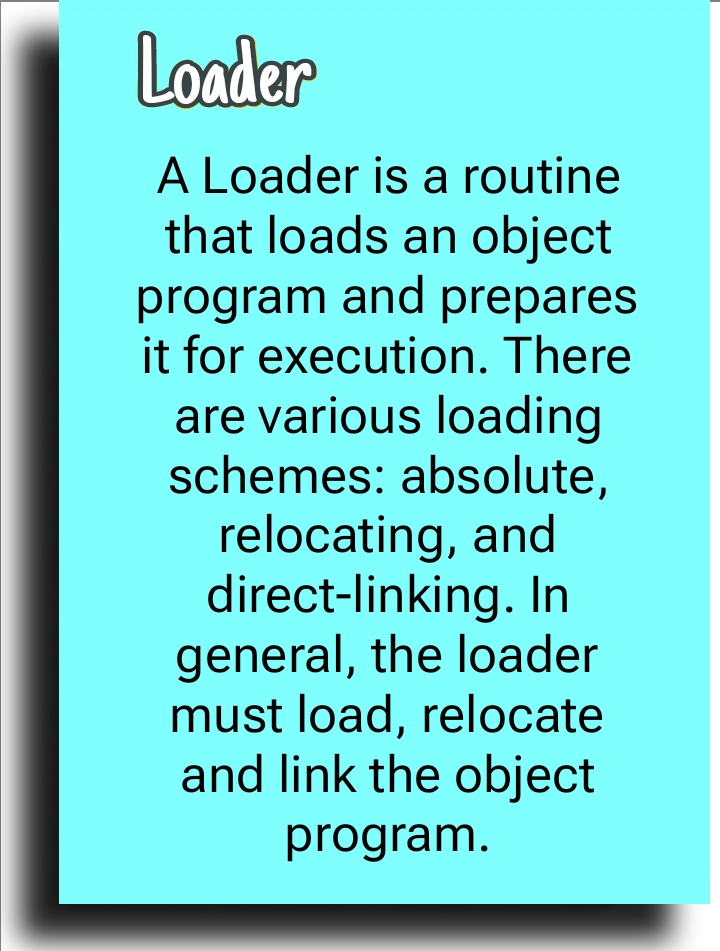 Loader
A Loader is a routine
that loads an object
program and prepares
it for execution. There
are various loading
schemes: absolute,
relocating, and
direct-linking. In
general, the loader
must load, relocate
and link the object
program.